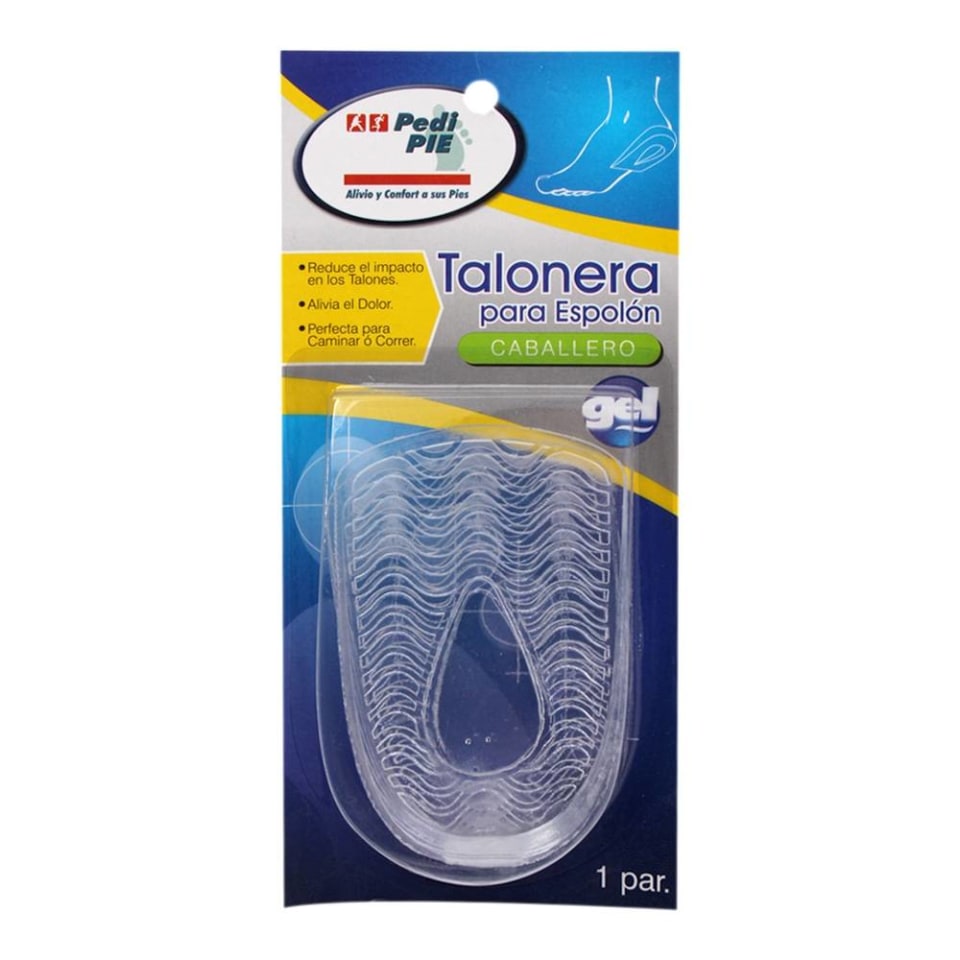 Pedi
PIE
Alivio y Confort a sus Pies
• Reduce el impacto
en los Talones.
• Alivia el Dolor.
• Perfecta para
Caminar ó Correr.
Talonera
para Espolón
CABALLERO
gel
1 par.